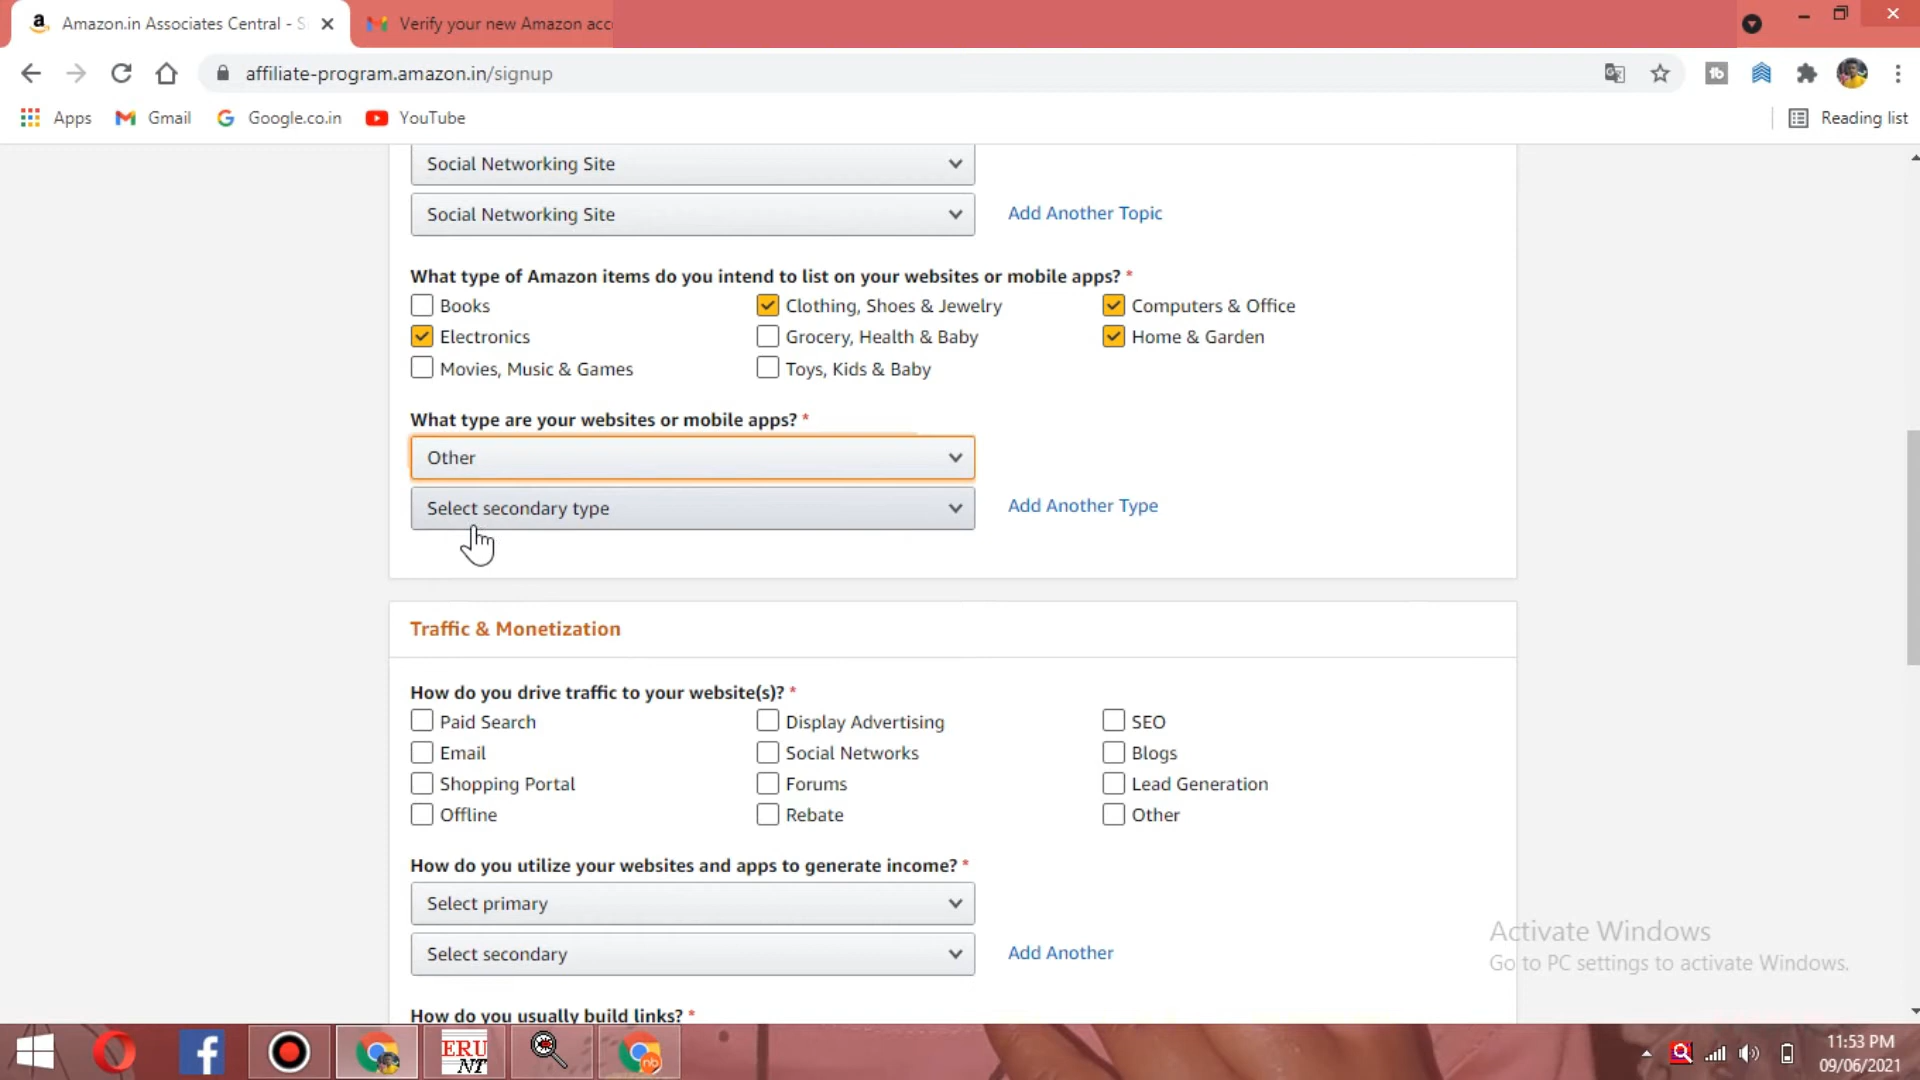 Amazon.in Associates Central - S
Verify your new Amazon acc
affiliate-program.amazon.in/signup
Apps
Gmail
Google.co.in
YouTube
Reading list
Social Networking Site
Social Networking Site
Add Another Topic
What type of Amazon items do you intend to list on your websites or mobile apps? *
Books
Clothing, Shoes & Jewelry
Computers & Office
Electronics
Grocery, Health & Baby
Home & Garden
Movies, Music & Games
Toys, Kids & Baby
What type are your websites or mobile apps? *
Other
Select secondary type
Add Another Type
Traffic & Monetization
How do you drive traffic to your website(s)? *
Paid Search
Display Advertising
SEO
Email
Social Networks
Blogs
Shopping Portal
Forums
Lead Generation
Offline
Rebate
Other
How do you utilize your websites and apps to generate income? *
Select primary
Select secondary
Add Another
Activate Windows
Go to PC settings to activate Windows.
How do you usually build links? *
ERU
NT
nb
11:53 PM
09/06/2021